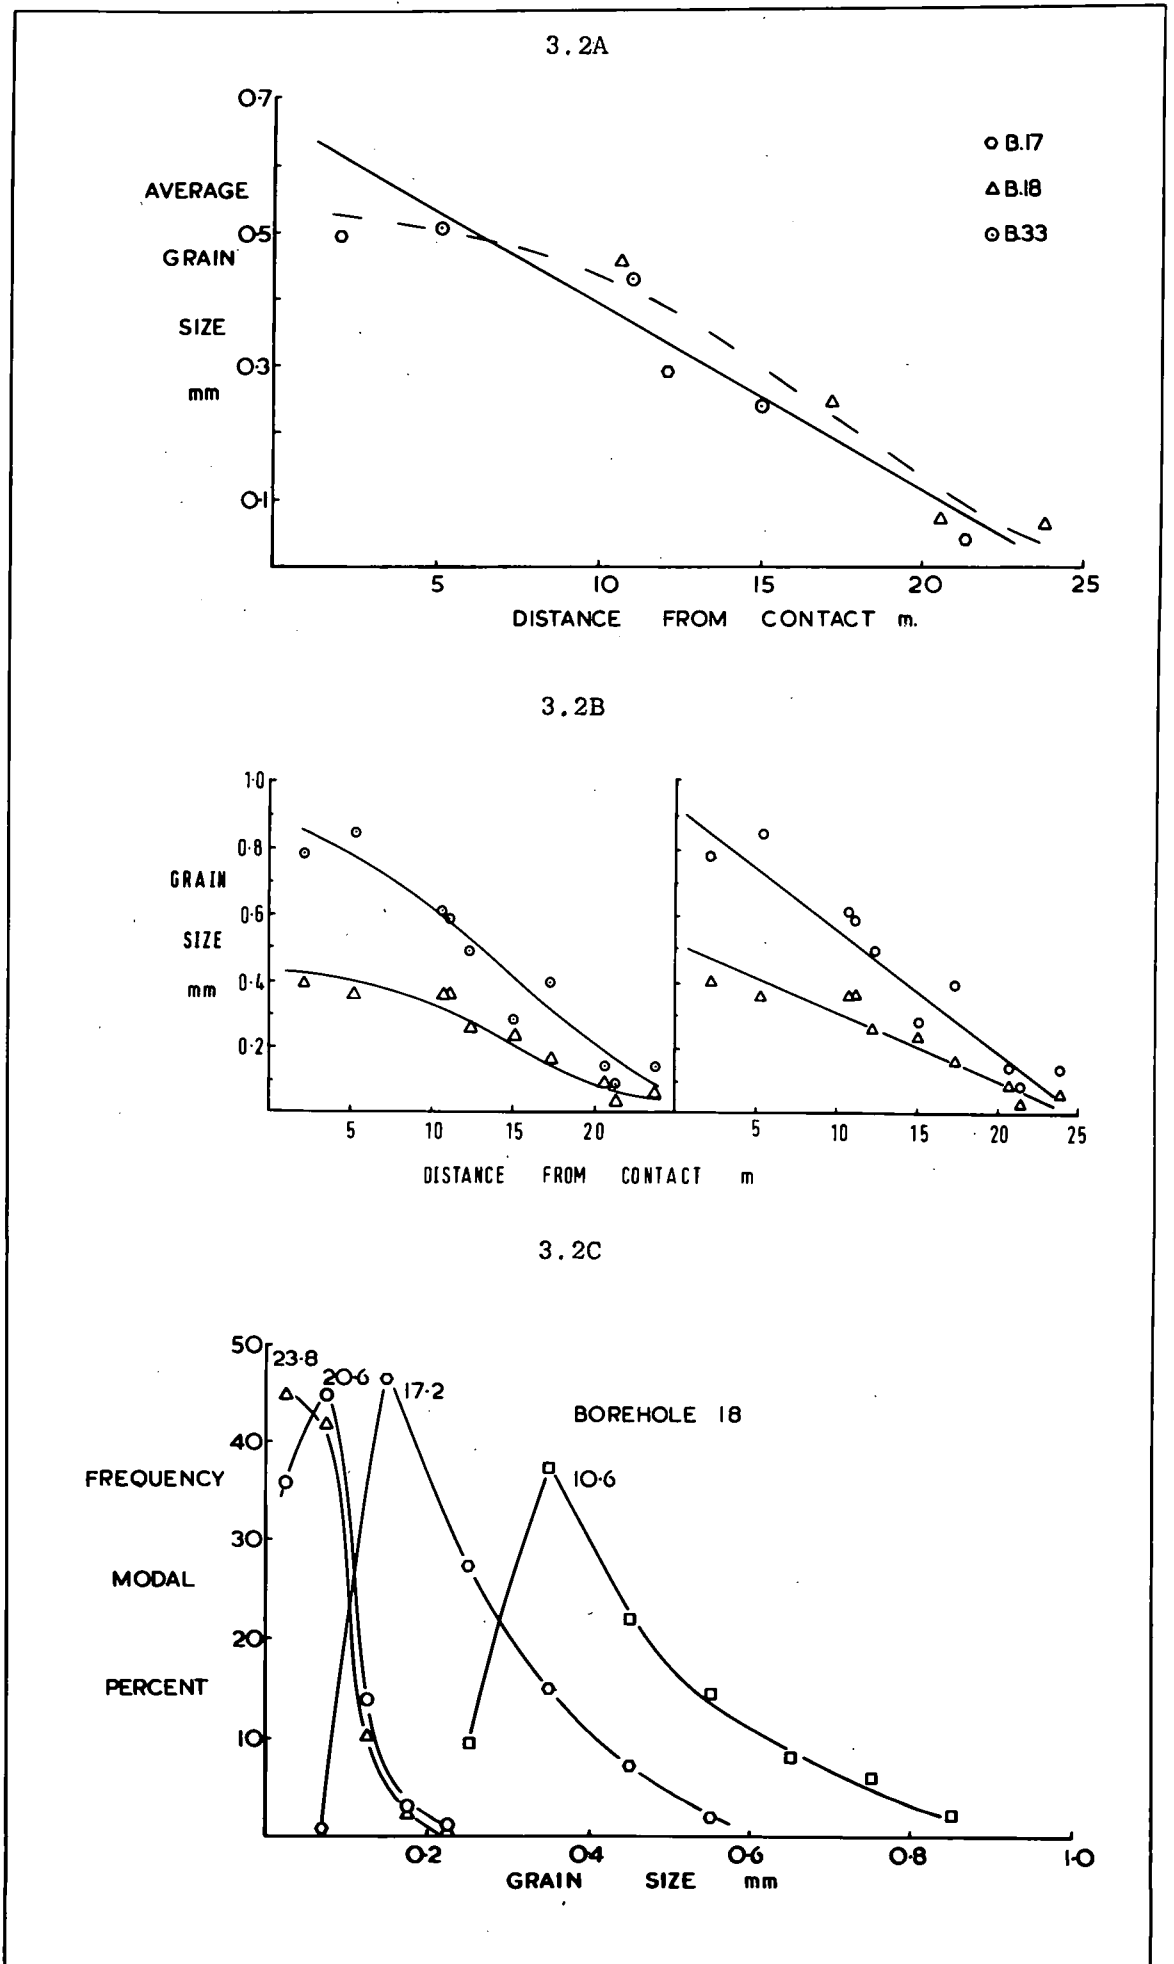 3.2A
0·7
AVERAGE
0·5
GRAIN
SIZE
0·3
mm
0·1
B.17
B.18
B.33
5 10 15 20 25
DISTANCE FROM CONTACT m.
3.2B
1·0
0·8
GRAIN
0·6
SIZE
0·4
mm
0·2
5 10 15 20
5 10 15 20 25
DISTANCE FROM CONTACT m
3.2C
50
23·8
20·6
17·2
BOREHOLE 18
40
FREQUENCY
10·6
30
MODAL
20
PERCENT
10
0·2 0·4 0·6 0·8 1·0
GRAIN SIZE mm